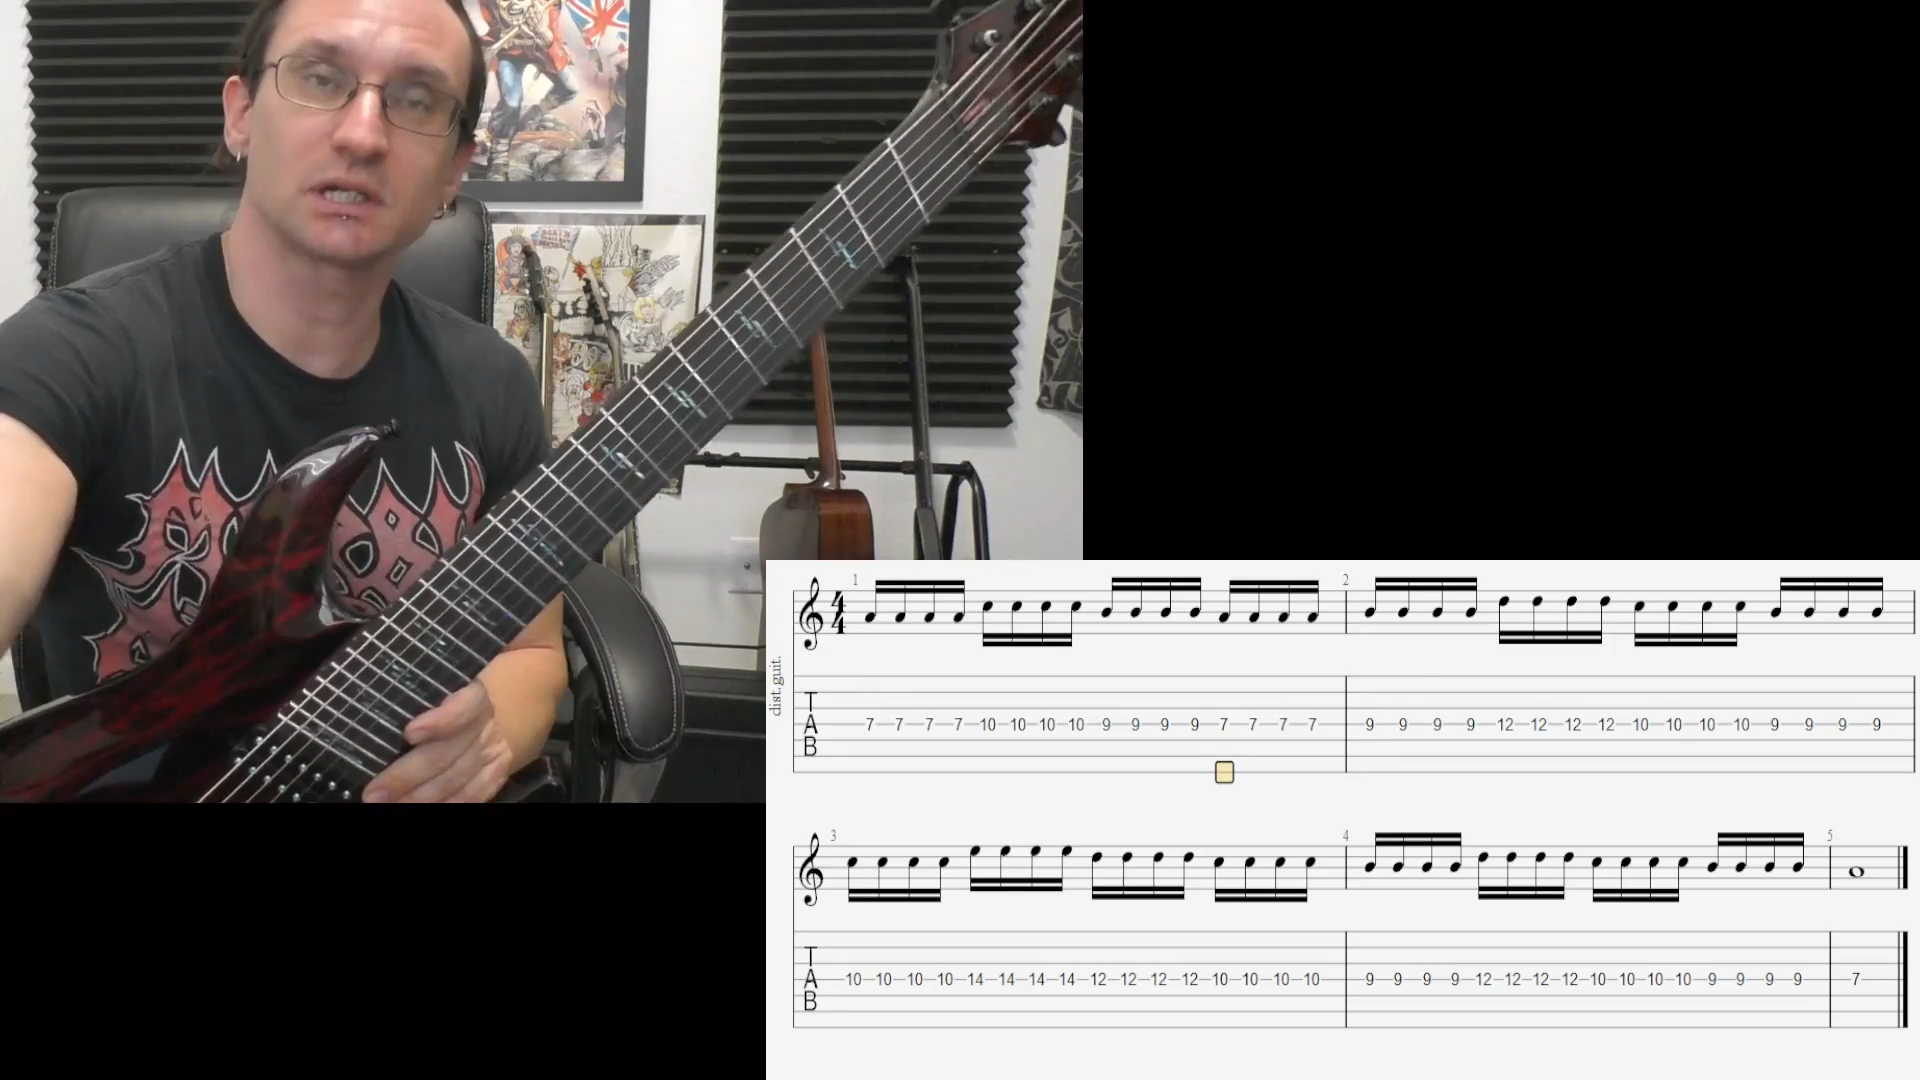 1 2
4
4
dist.guit.
T
A
B
7 7 7 7 10 10 10 10 9 9 9 9 7 7 7 7 9 9 9 9 12 12 12 12 10 10 10 10 9 9 9 9
3 4 5
T
A
B
10 10 10 10 14 14 14 14 12 12 12 12 10 10 10 10 9 9 9 9 12 12 12 12 10 10 10 10 9 9 9 9 7